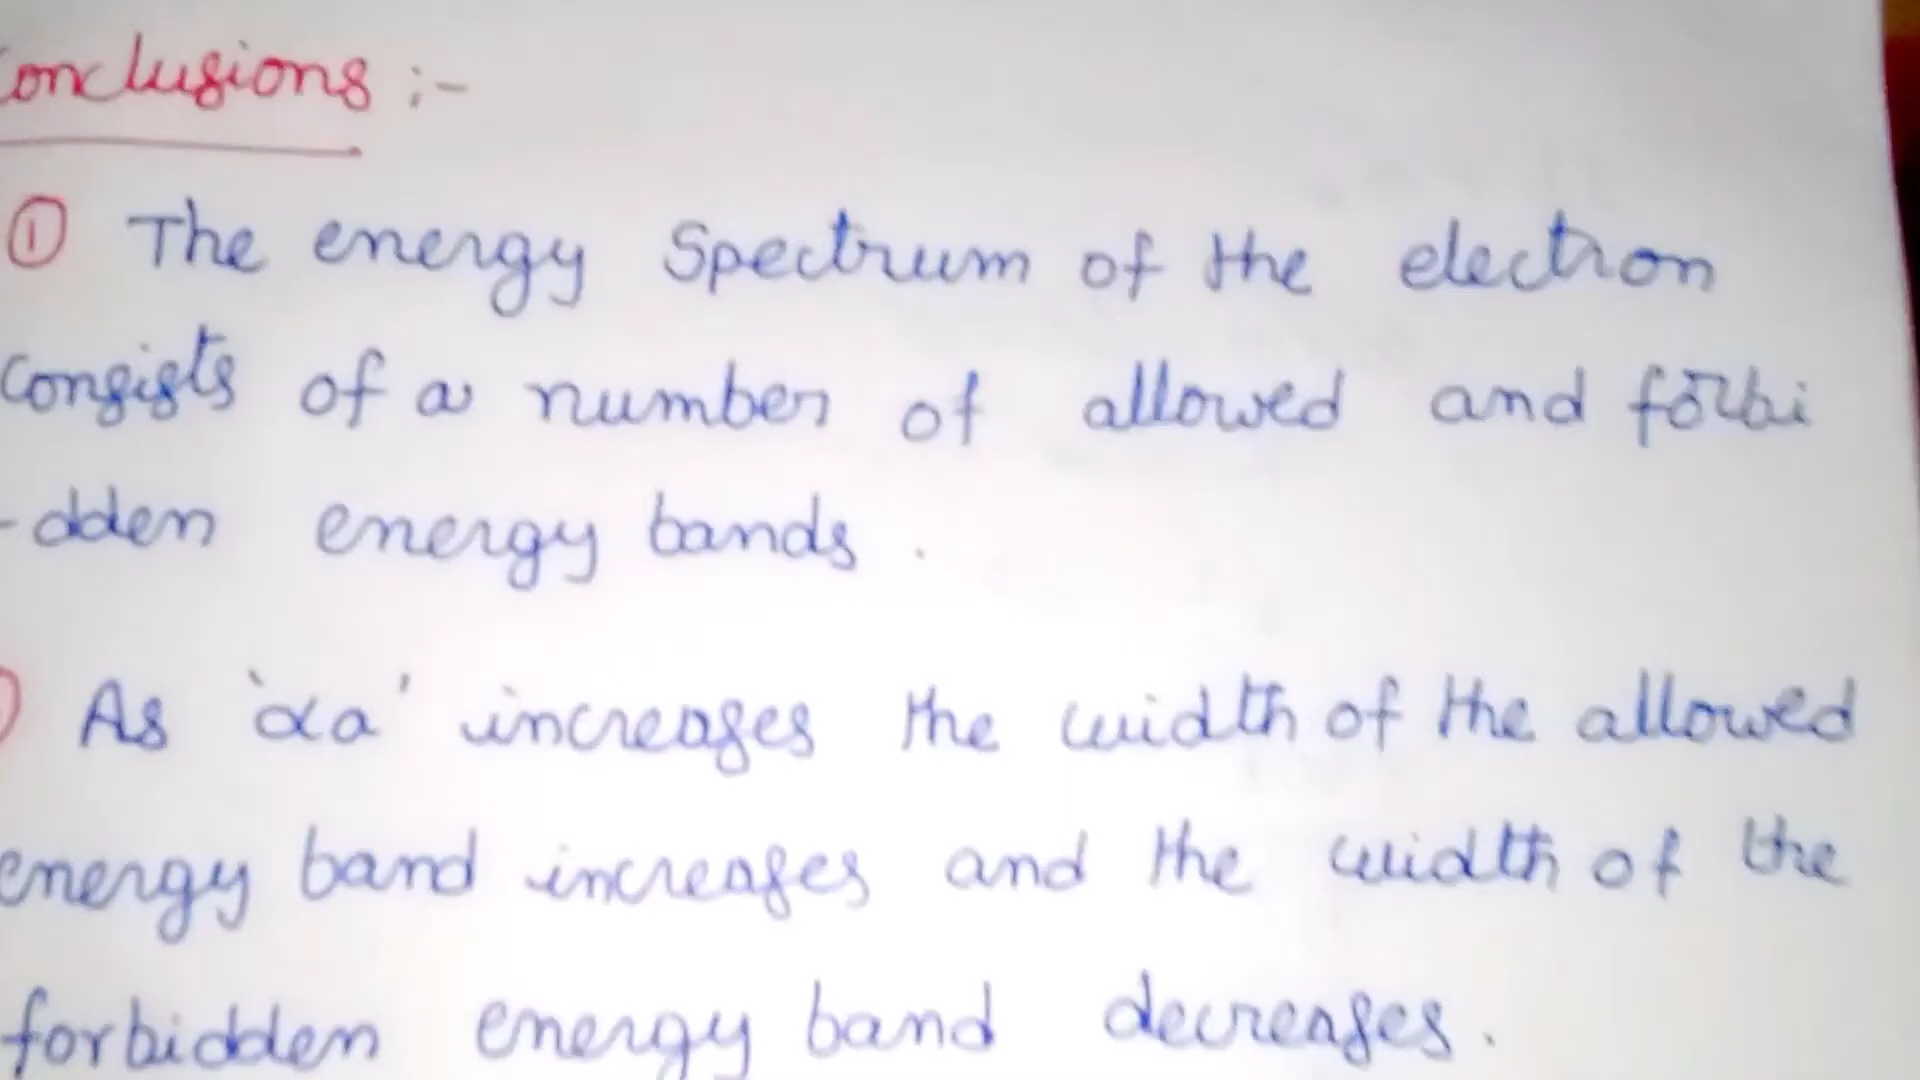 Conclusions :-
① The energy Spectrum of the electron
consists of a number of allowed and forbi
-dden energy bands .
As 'αa' increases the width of the allowed
energy band increases and the width of the
forbidden energy band decreases.